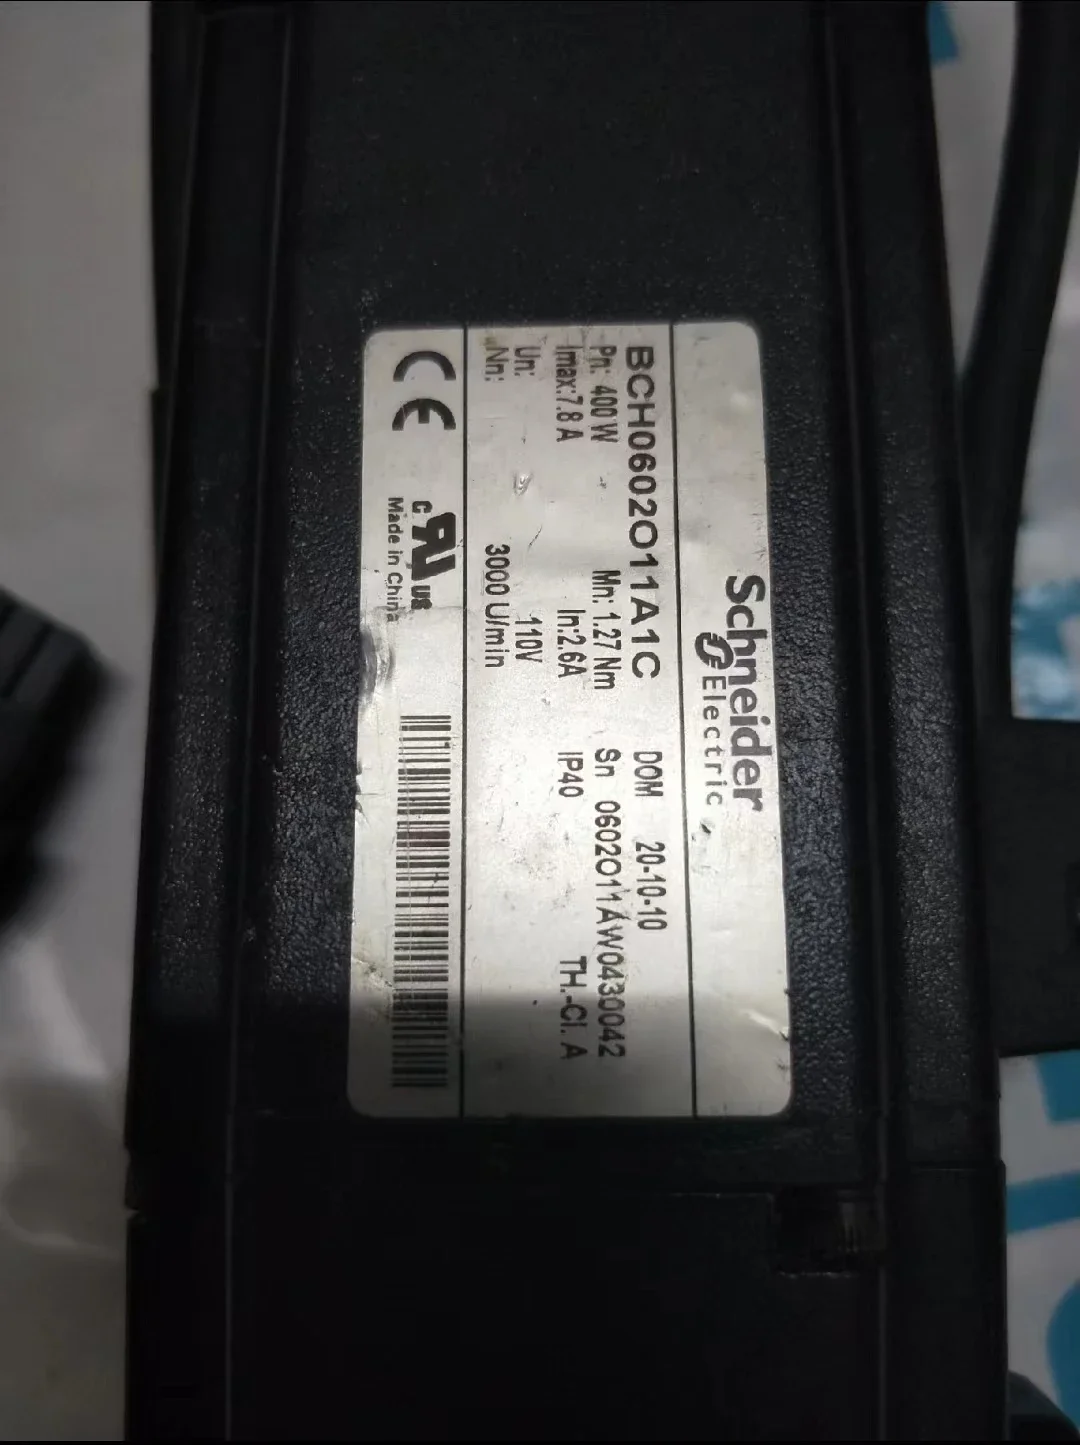 Schneider
Electric
BCH0602O11A1C DOM 20-10-10
Pn: 400 W Mn: 1.27 Nm Sn 0602O11AW0430042
Imax:7.8 A In:2.6A IP40 TH.-Cl. A
Un: 110V
Nn: 3000 U/min
CE c RU US
Made in China